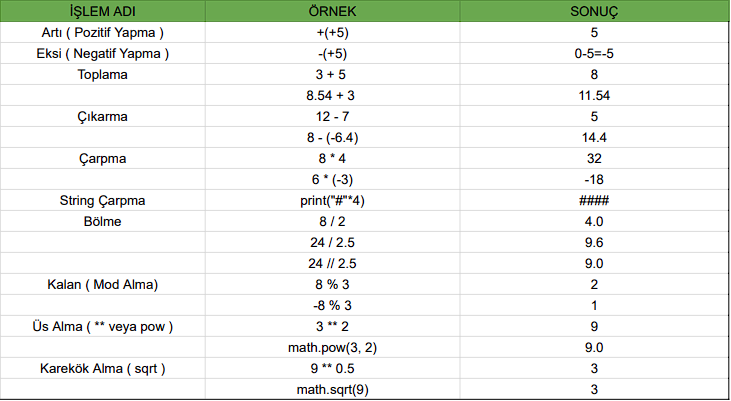 İŞLEM ADI ÖRNEK SONUÇ
Artı ( Pozitif Yapma ) +(+5) 5
Eksi ( Negatif Yapma ) -(+5) 0-5=-5
Toplama 3 + 5 8
8.54 + 3 11.54
Çıkarma 12 - 7 5
8 - (-6.4) 14.4
Çarpma 8 * 4 32
6 * (-3) -18
String Çarpma print("#"*4) ####
Bölme 8 / 2 4.0
24 / 2.5 9.6
24 // 2.5 9.0
Kalan ( Mod Alma) 8 % 3 2
-8 % 3 1
Üs Alma ( ** veya pow ) 3 ** 2 9
math.pow(3, 2) 9.0
Karekök Alma ( sqrt ) 9 ** 0.5 3
math.sqrt(9) 3